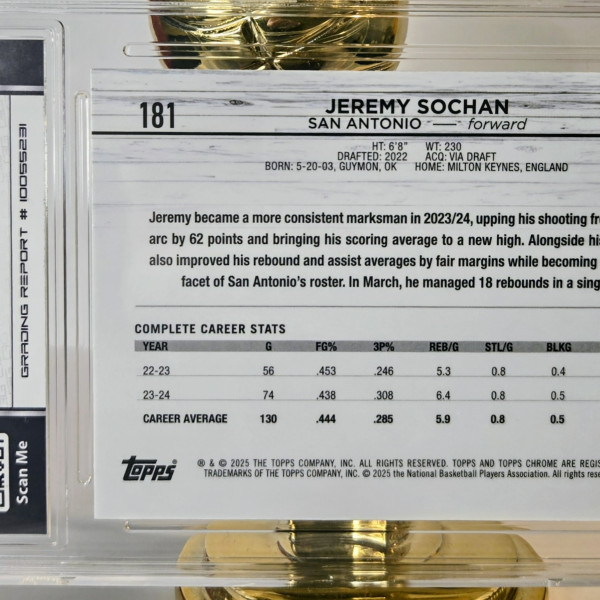 GRADING REPORT # 10055231
Scan Me
181
JEREMY SOCHAN
SAN ANTONIO — forward
HT: 6'8" WT: 230
DRAFTED: 2022 ACQ: VIA DRAFT
BORN: 5-20-03, GUYMON, OK HOME: MILTON KEYNES, ENGLAND
Jeremy became a more consistent marksman in 2023/24, upping his shooting
arc by 62 points and bringing his scoring average to a new high. Alongside
also improved his rebound and assist averages by fair margins while becoming
facet of San Antonio's roster. In March, he managed 18 rebounds in a
COMPLETE CAREER STATS
YEAR G FG% 3P% REB/G STL/G BLKG
22-23 56 .453 .246 5.3 0.8 0.4
23-24 74 .438 .308 6.4 0.8 0.5
CAREER AVERAGE 130 .444 .285 5.9 0.8 0.5
Topps
® & © 2025 THE TOPPS COMPANY, INC. ALL RIGHTS RESERVED. TOPPS AND TOPPS CHROME ARE
TRADEMARKS OF THE TOPPS COMPANY, INC. © 2025 the National Basketball Players Association. All rights